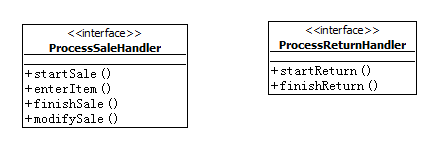 <<interface>>
ProcessSaleHandler
+startSale()
+enterItem()
+finishSale()
+modifySale()
<<interface>>
ProcessReturnHandler
+startReturn()
+finishReturn()